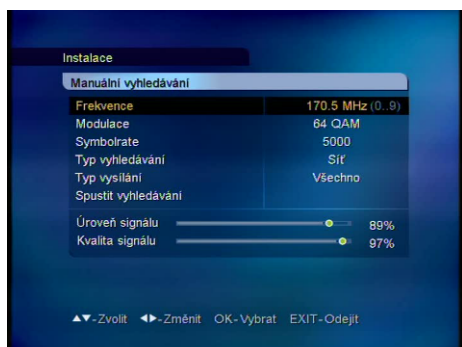 Instalace
Manuální vyhledávání
Frekvence 170.5 MHz (0..9)
Modulace 64 QAM
Symbolrate 5000
Typ vyhledávání Síť
Typ vysílání Všechno
Spustit vyhledávání
Úroveň signálu 89%
Kvalita signálu 97%
▲▼-Zvolit ◀▶-Změnit OK-Vybrat EXIT-Odejít